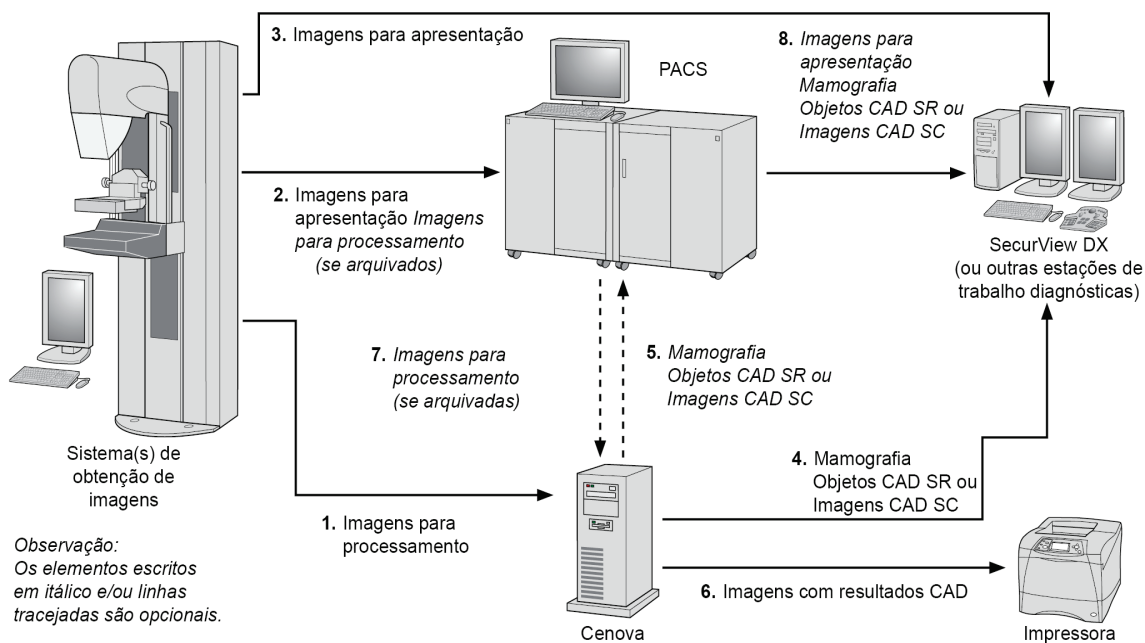 3. Imagens para apresentação
PACS
8. Imagens para
apresentação
Mamografia
Objetos CAD SR ou
Imagens CAD SC
2. Imagens para
apresentação Imagens
para processamento
(se arquivados)
SecurView DX
(ou outras estações de
trabalho diagnósticas)
7. Imagens para
processamento
(se arquivadas)
5. Mamografia
Objetos CAD SR ou
Imagens CAD SC
Sistema(s) de
obtenção de
imagens
4. Mamografia
Objetos CAD SR ou
Imagens CAD SC
1. Imagens para
processamento
Observação:
Os elementos escritos
em itálico e/ou linhas
tracejadas são opcionais.
6. Imagens com resultados CAD
Cenova
Impressora